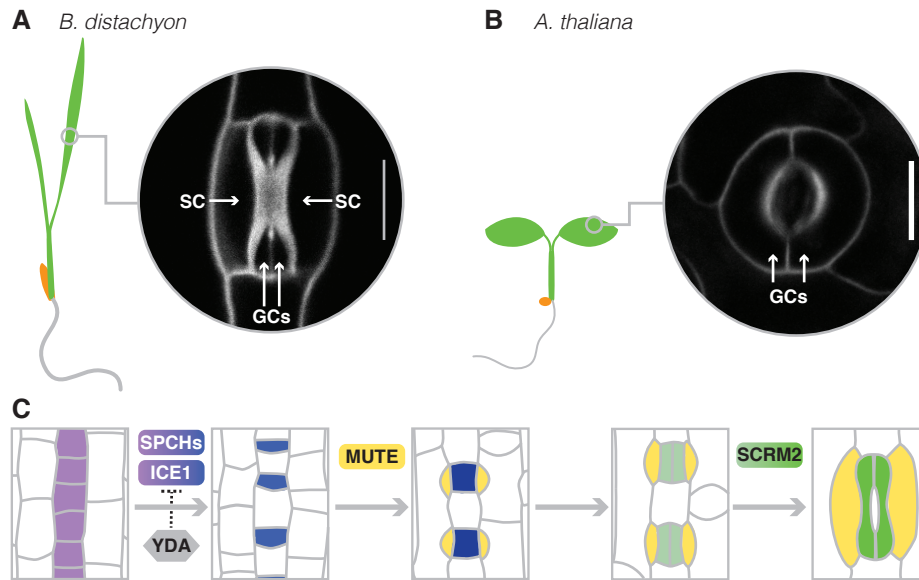 A B. distachyon
B A. thaliana
SC SC
GCs
GCs
C
SPCHs
ICE1
YDA
MUTE
SCRM2